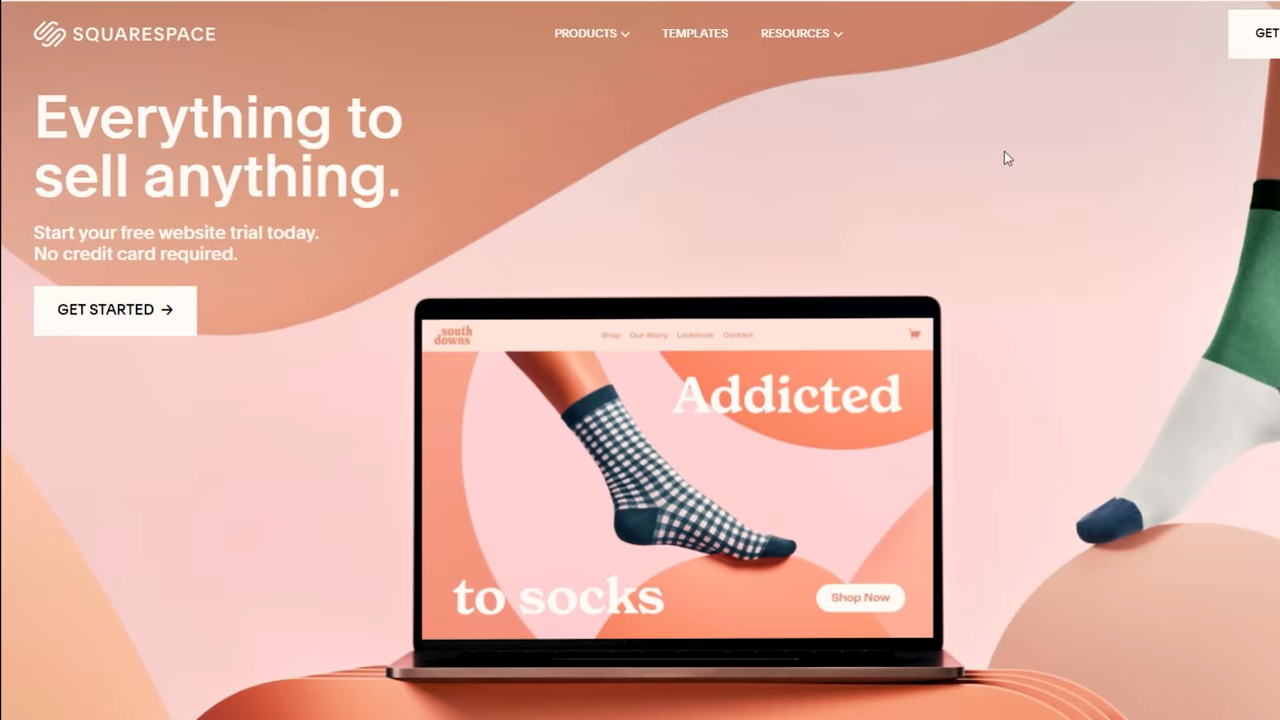 SQUARESPACE
PRODUCTS TEMPLATES RESOURCES
GET
Everything to
sell anything.
Start your free website trial today.
No credit card required.
GET STARTED →
south
downs
Shop Our Story Lookbook Contact
Addicted
to socks
Shop Now